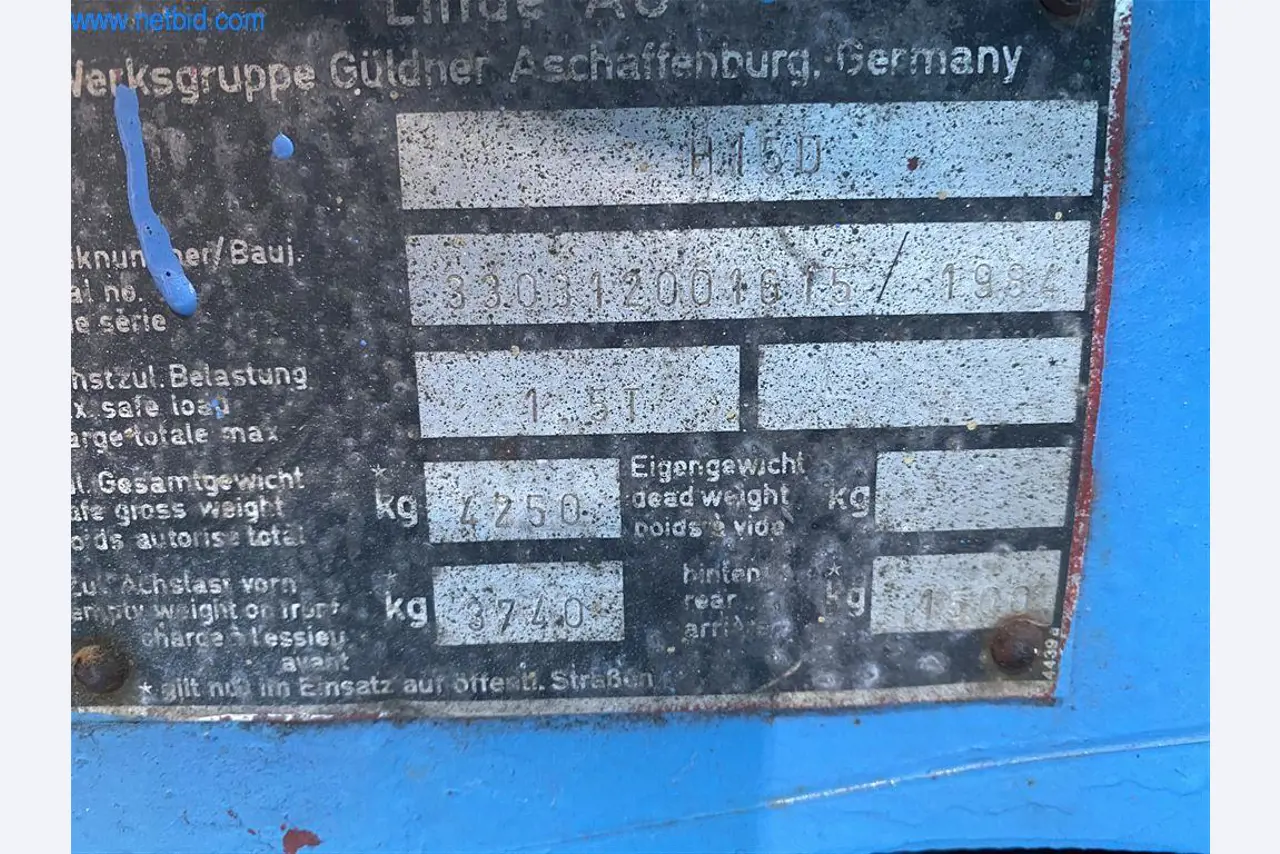 www.netbid.com
Linde AG
Werksgruppe Güldner Aschaffenburg, Germany
H15D
/Bauj.
330312001615 / 1984
al no.
e série
hstzul. Belastung
x. safe load
1.5T
arge totale max
l. Gesamtgewicht
afe gross weight
kg 4250
oids autorise total
Eigengewicht
dead weight kg
poids à vide
Zul. Achslast vorn
empty weight on front
kg 3740
charge à l'essieu
avant
hinten
rear kg 1500
arrière
* gilt nur im Einsatz auf öffentl. Straßen
4439